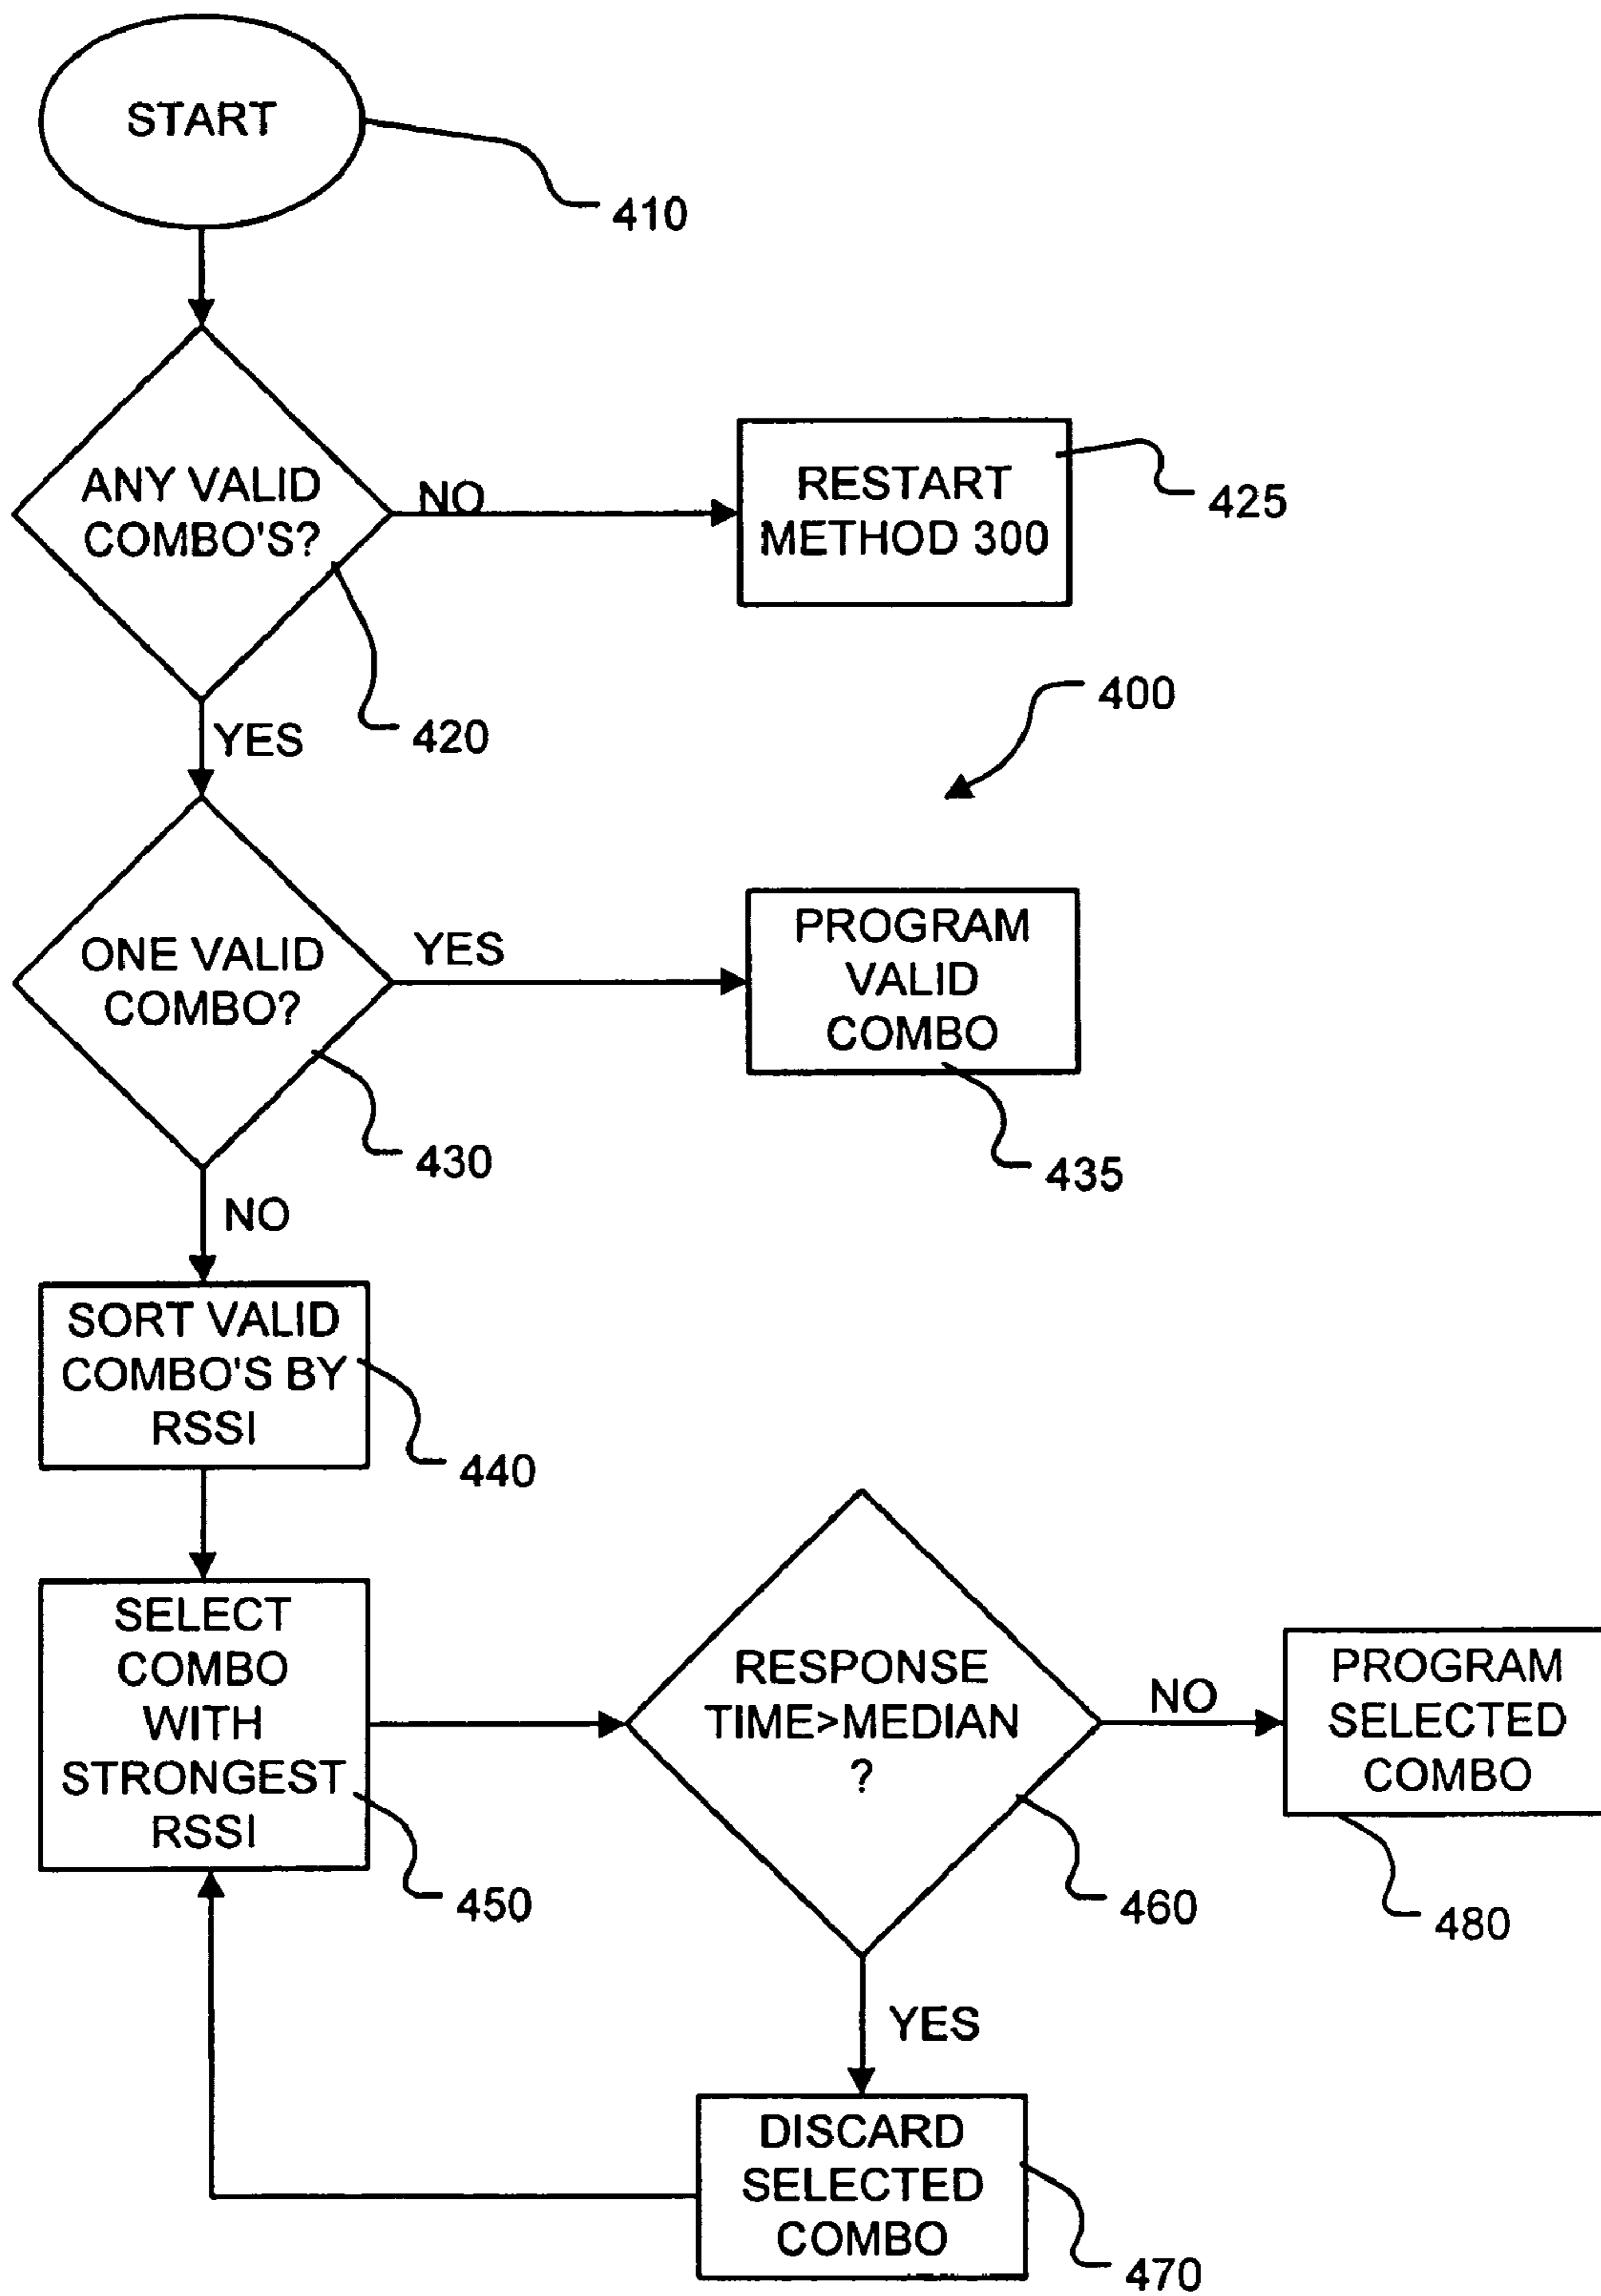 START
410
ANY VALID
COMBO'S?
NO
RESTART
METHOD 300
425
420
YES
400
ONE VALID
COMBO?
YES
PROGRAM
VALID
COMBO
430
435
NO
SORT VALID
COMBO'S BY
RSSI
440
SELECT
COMBO
WITH
STRONGEST
RSSI
450
RESPONSE
TIME>MEDIAN
?
460
NO
PROGRAM
SELECTED
COMBO
480
YES
DISCARD
SELECTED
COMBO
470